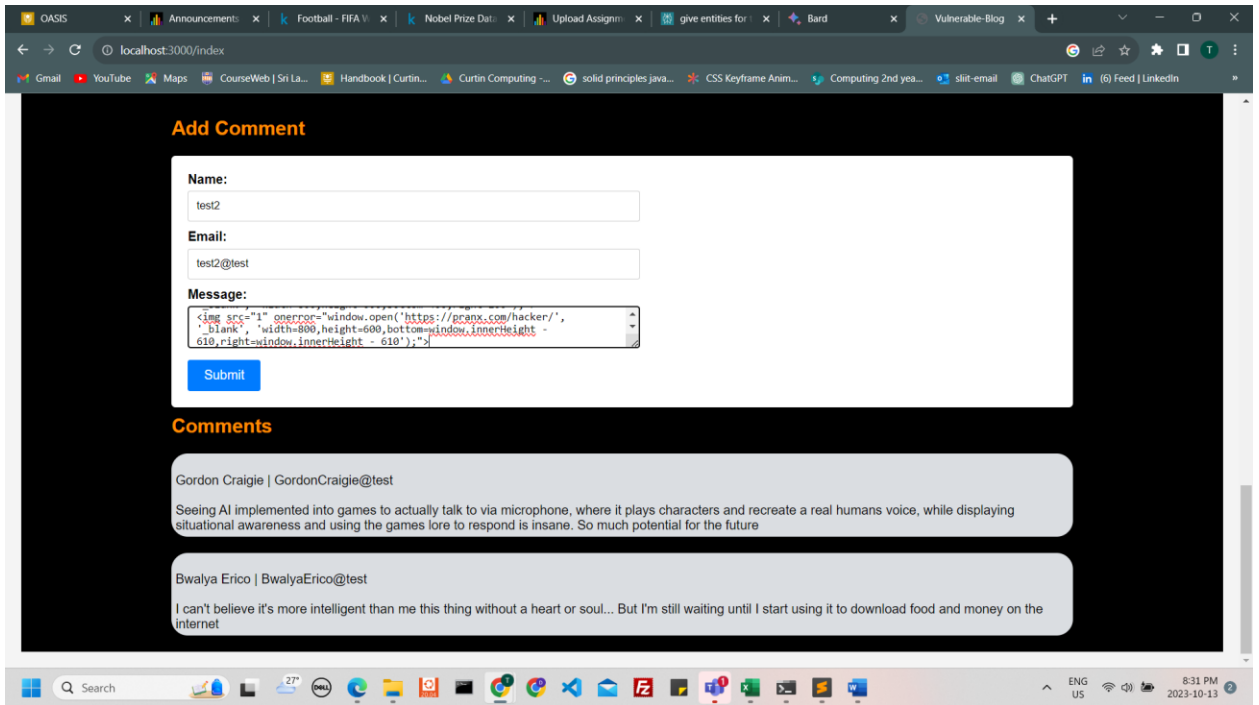 OASIS
Announcements
Football - FIFA W
Nobel Prize Data
Upload Assignm
give entities for
Bard
Vulnerable-Blog
localhost:3000/index
Gmail
YouTube
Maps
CourseWeb | Sri La...
Handbook | Curtin...
Curtin Computing -...
solid principles java...
CSS Keyframe Anim...
Computing 2nd yea...
sliit-email
ChatGPT
(6) Feed | LinkedIn
»
Add Comment
Name:
test2
Email:
test2@test
Message:
<img src="1" onerror="window.open('https://pranx.com/hacker/',
'_blank', 'width=800,height=600,bottom=window.innerHeight -
610,right=window.innerHeight - 610');">
Submit
Comments
Gordon Craigie | GordonCraigie@test
Seeing AI implemented into games to actually talk to via microphone, where it plays characters and recreate a real humans voice, while displaying
situational awareness and using the games lore to respond is insane. So much potential for the future
Bwalya Erico | BwalyaErico@test
I can't believe it's more intelligent than me this thing without a heart or soul... But I'm still waiting until I start using it to download food and money on the
internet
Search
27°
DELL
ENG
US
8:31 PM
2023-10-13
2